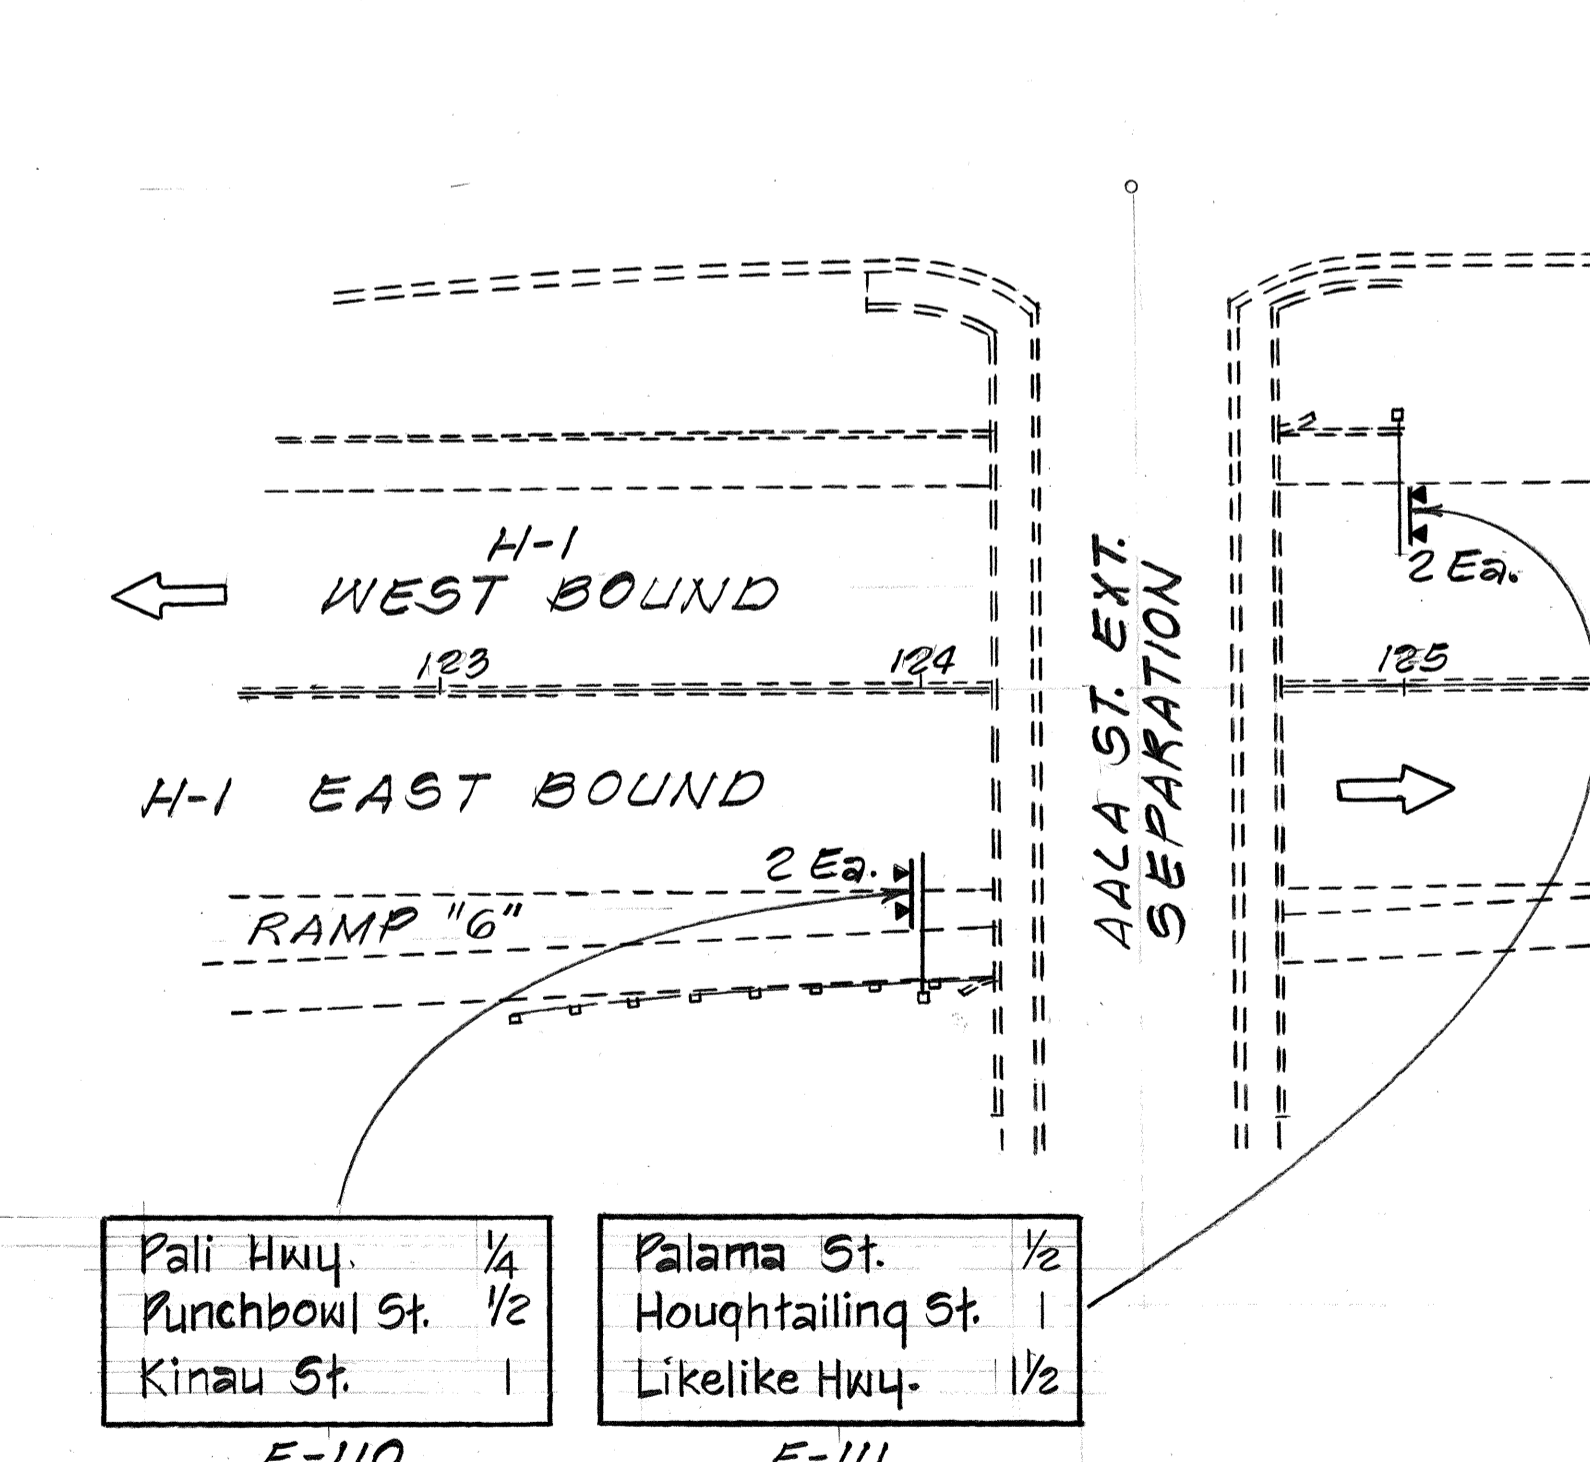 H-1
WEST BOUND
2 Ea.
123
124
125
H-1 EAST BOUND
AALA ST. EXT.
SEPARATION
2 Ea.
RAMP "6"
Pali Hwy. 1/4
Punchbowl St. 1/2
Kinau St. 1
Palama St. 1/2
Houghtailing St. 1
Likelike Hwy. 1 1/2
E-110
E-111